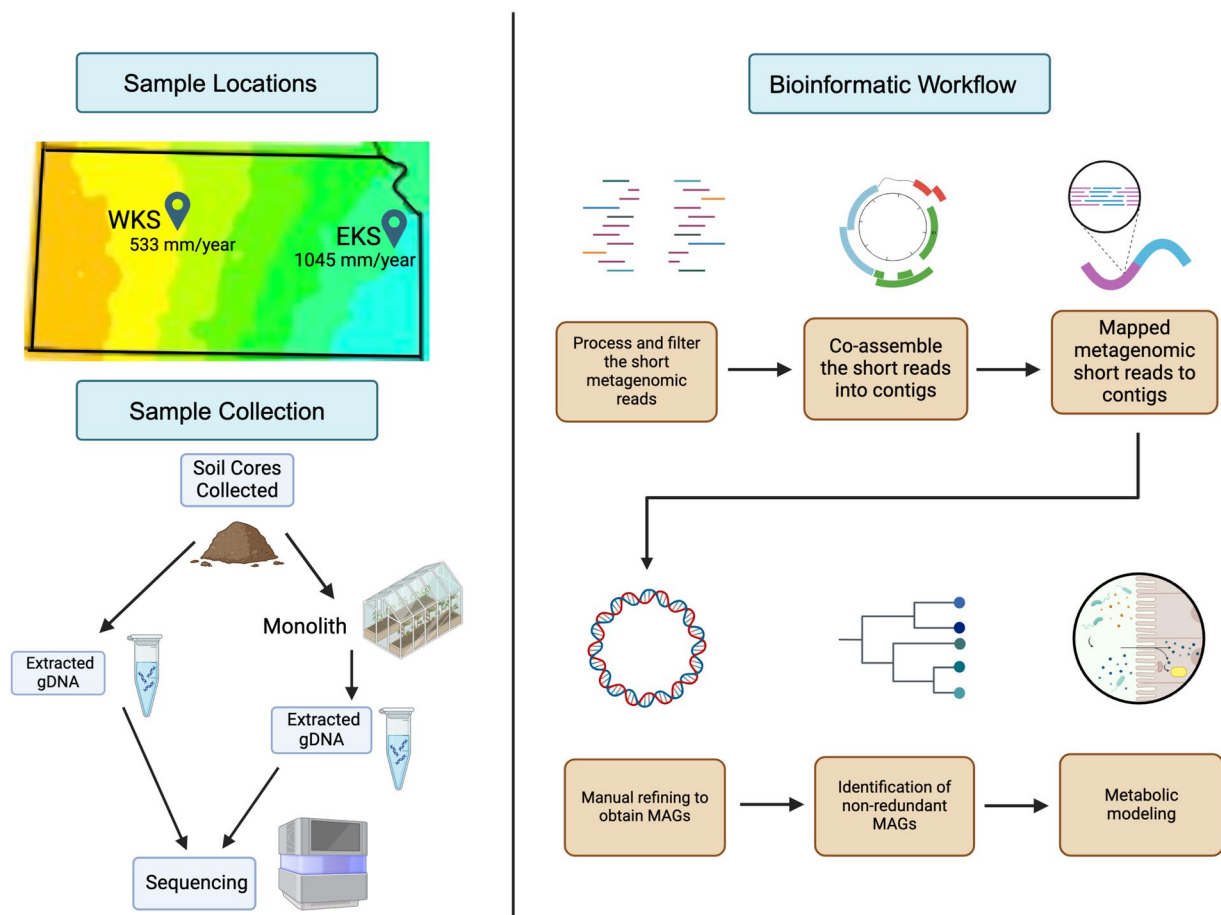 Sample Locations
WKS
533 mm/year
EKS
1045 mm/year
Sample Collection
Soil Cores
Collected
Monolith
Extracted
gDNA
Extracted
gDNA
Sequencing
Bioinformatic Workflow
Process and filter
the short
metagenomic
reads
Co-assemble
the short reads
into contigs
Mapped
metagenomic
short reads to
contigs
Manual refining to
obtain MAGs
Identification of
non-redundant
MAGs
Metabolic
modeling